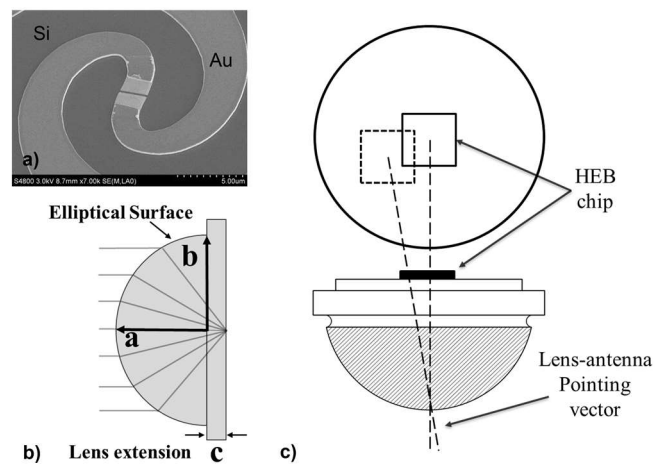 Si
Au
a)
S4800 3.0kV 8.7mm x7.00k SE(M,LA0)
5.00um
Elliptical Surface
b
a
b)
Lens extension
c
HEB
chip
Lens-antenna
Pointing
vector
c)